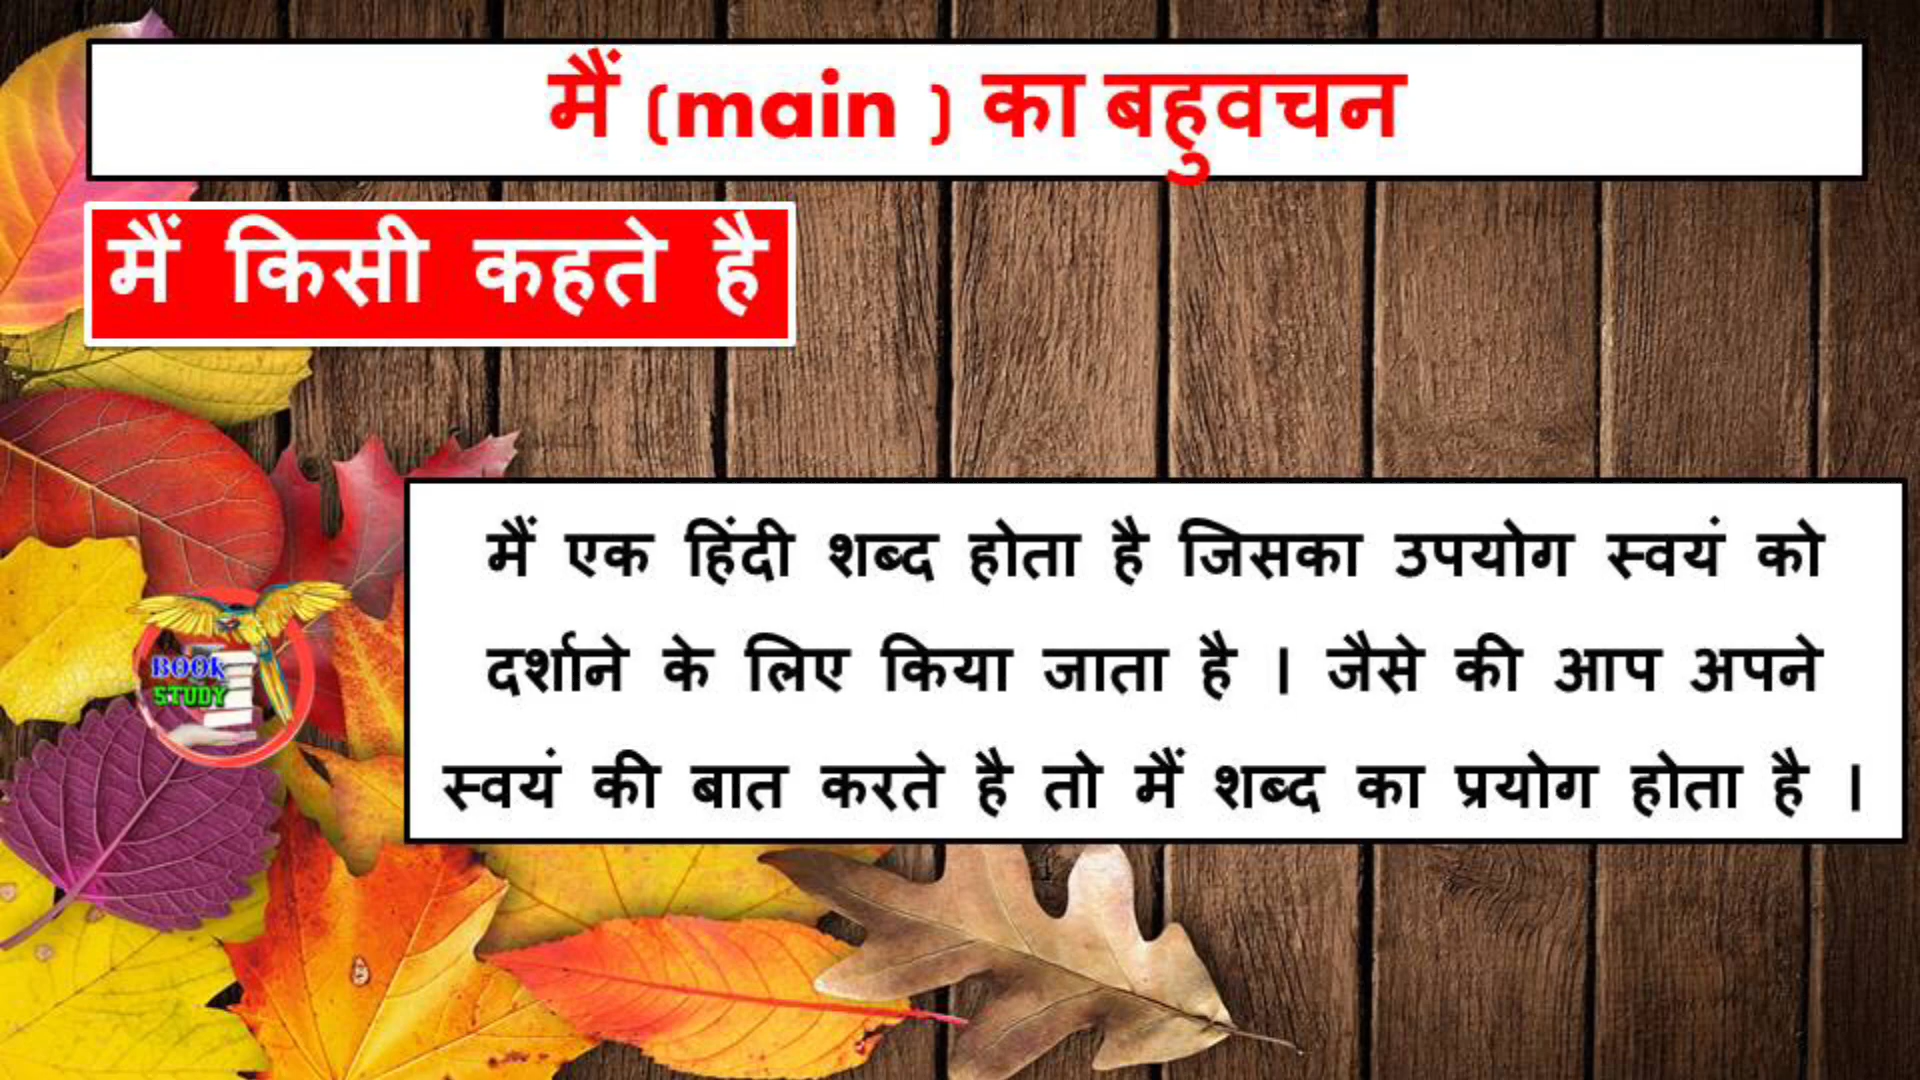 मैं (main ) का बहुवचन
मैं किसी कहते है
मैं एक हिंदी शब्द होता है जिसका उपयोग स्वयं को
दर्शाने के लिए किया जाता है । जैसे की आप अपने
स्वयं की बात करते है तो मैं शब्द का प्रयोग होता है ।
BOOK
STUDY